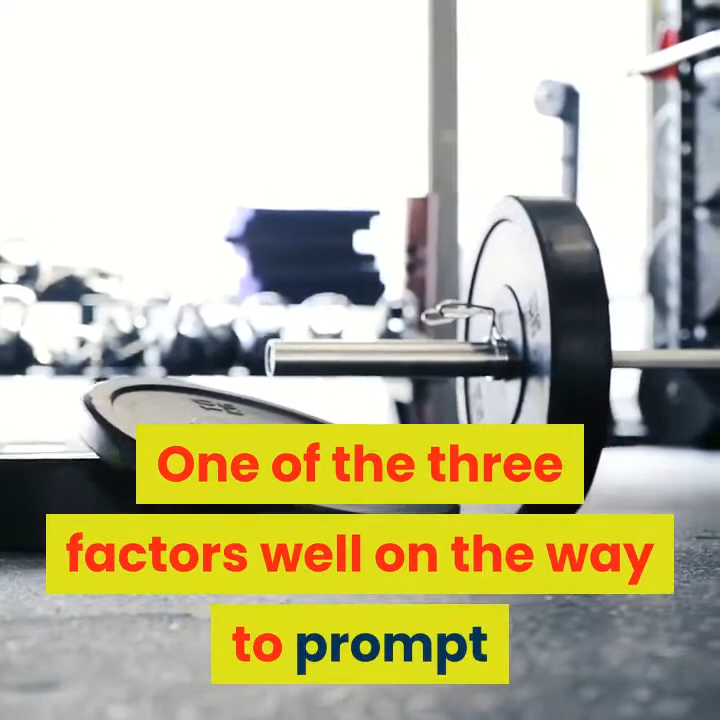 One of the three
factors well on the way
to prompt